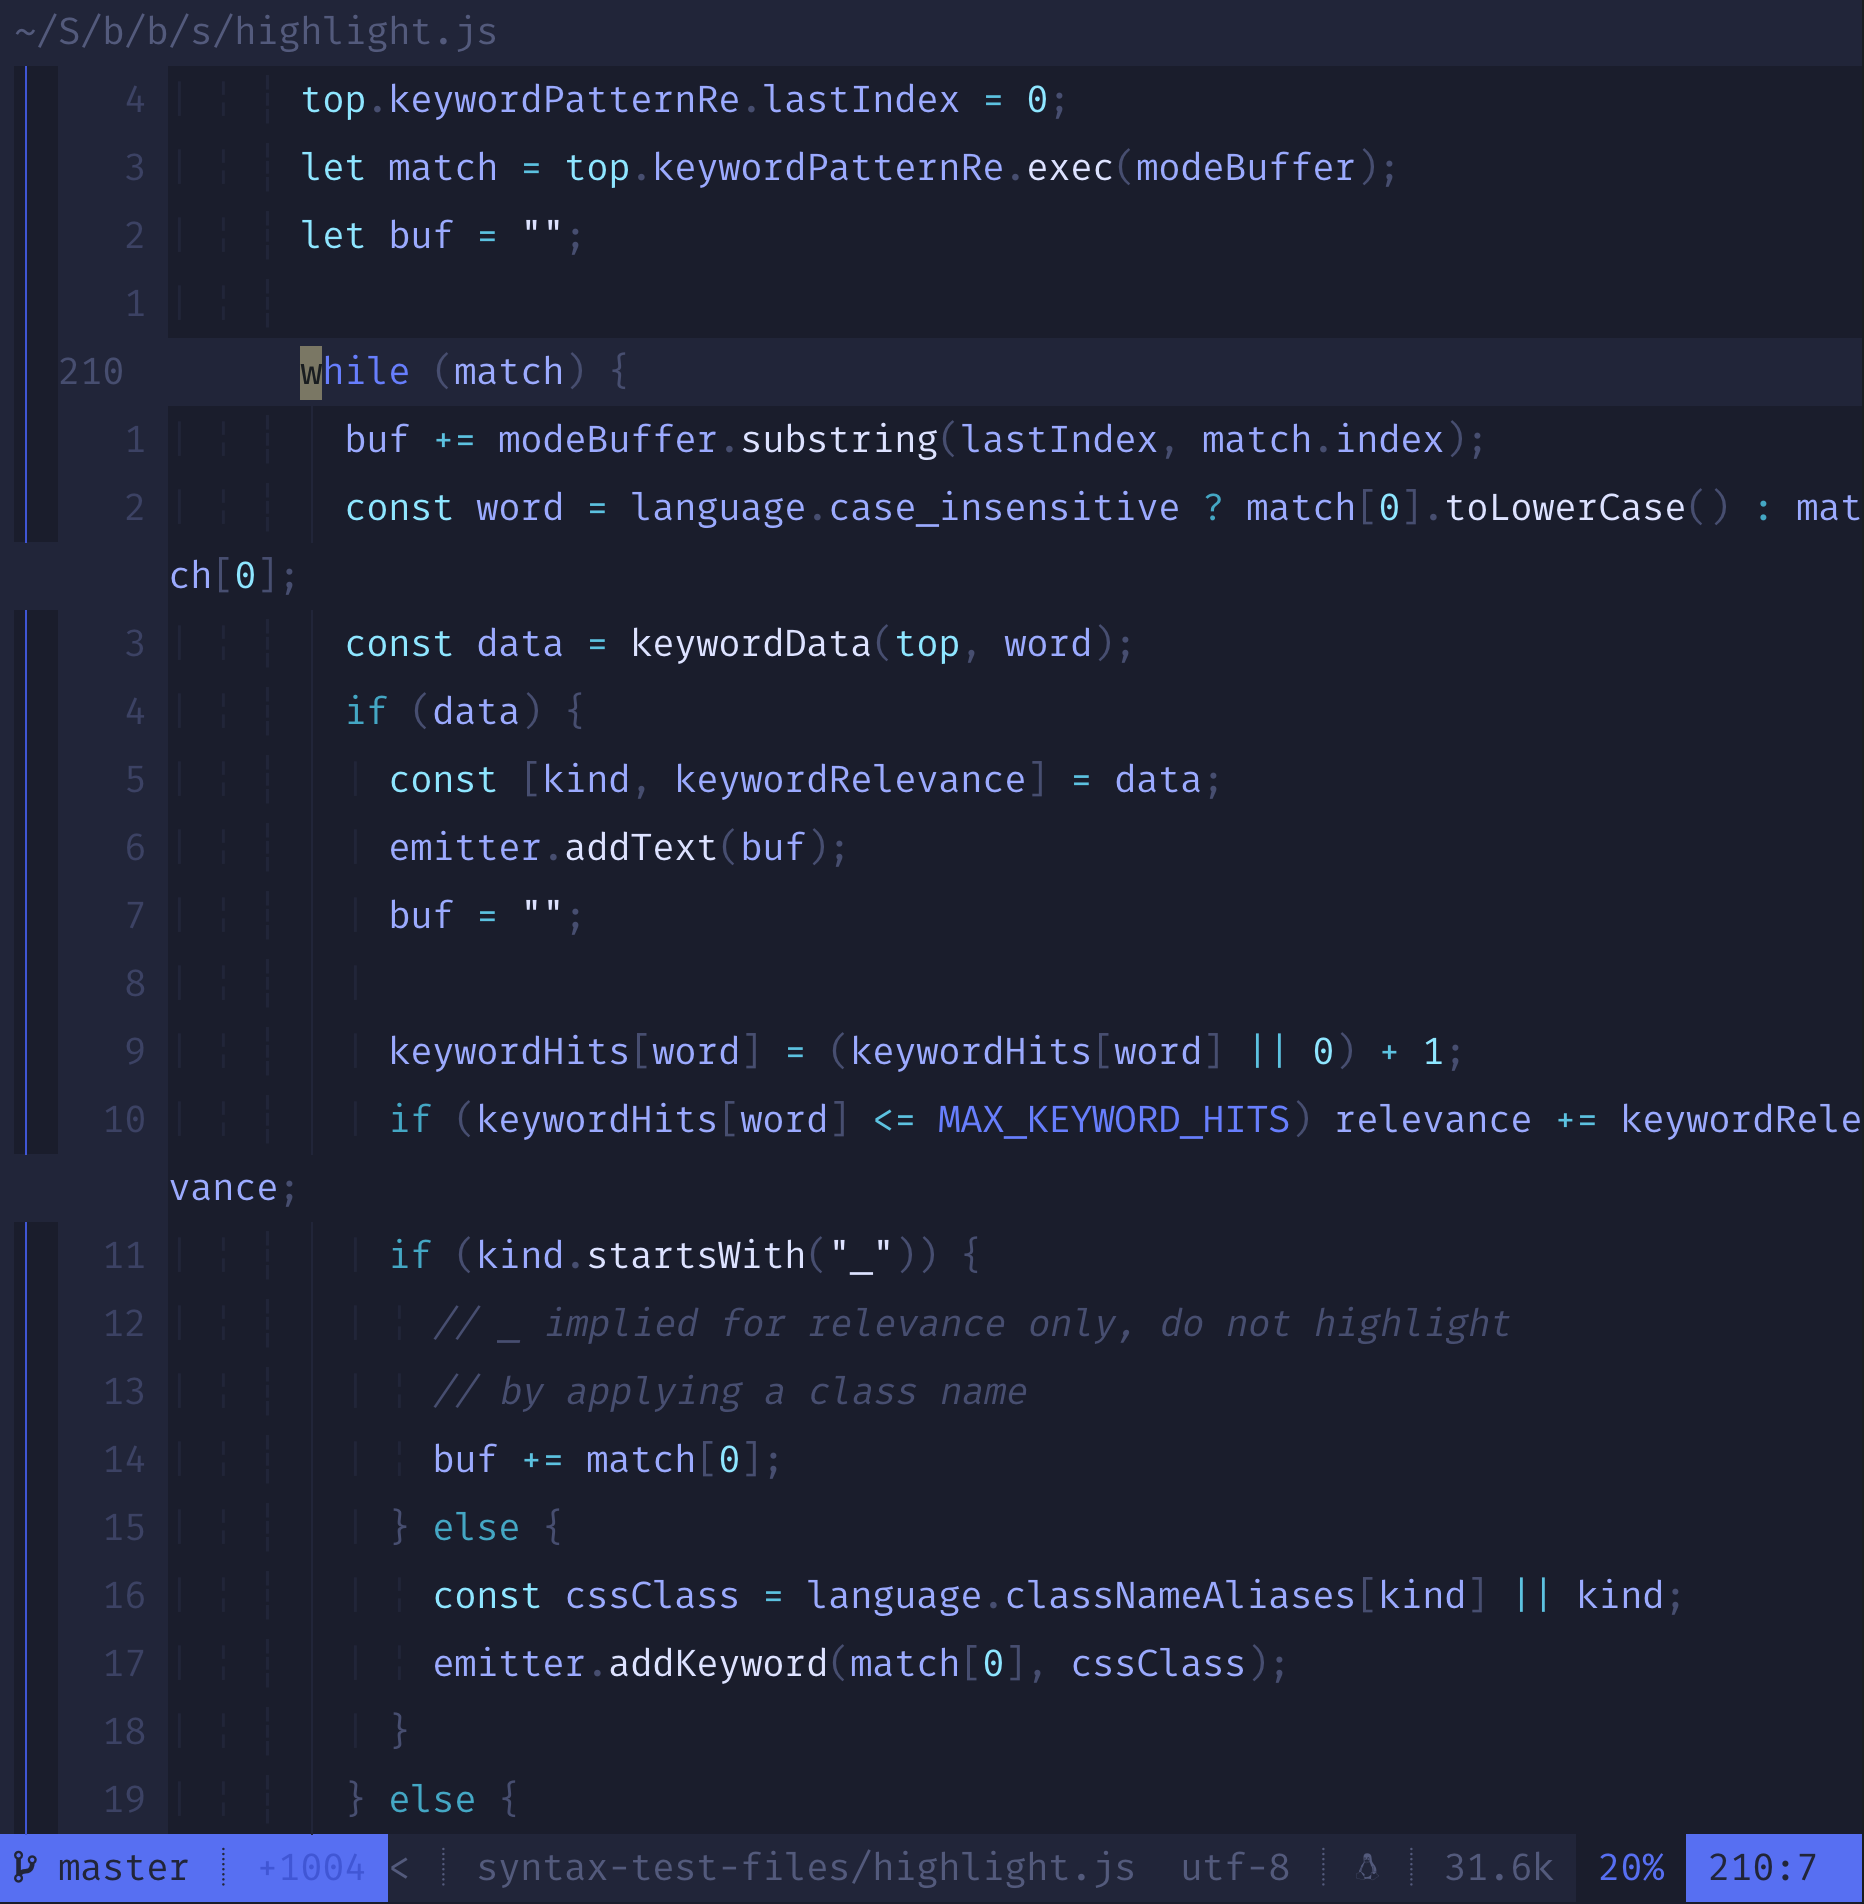 ~/S/b/b/s/highlight.js
4 top.keywordPatternRe.lastIndex = 0;
3 let match = top.keywordPatternRe.exec(modeBuffer);
2 let buf = "";
1
210 while (match) {
1 buf += modeBuffer.substring(lastIndex, match.index);
2 const word = language.case_insensitive ? match[0].toLowerCase() : mat
ch[0];
3 const data = keywordData(top, word);
4 if (data) {
5 const [kind, keywordRelevance] = data;
6 emitter.addText(buf);
7 buf = "";
8
9 keywordHits[word] = (keywordHits[word] || 0) + 1;
10 if (keywordHits[word] <= MAX_KEYWORD_HITS) relevance += keywordRele
vance;
11 if (kind.startsWith("_")) {
12 // _ implied for relevance only, do not highlight
13 // by applying a class name
14 buf += match[0];
15 } else {
16 const cssClass = language.classNameAliases[kind] || kind;
17 emitter.addKeyword(match[0], cssClass);
18 }
19 } else {
master +1004 < syntax-test-files/highlight.js utf-8 31.6k 20% 210:7